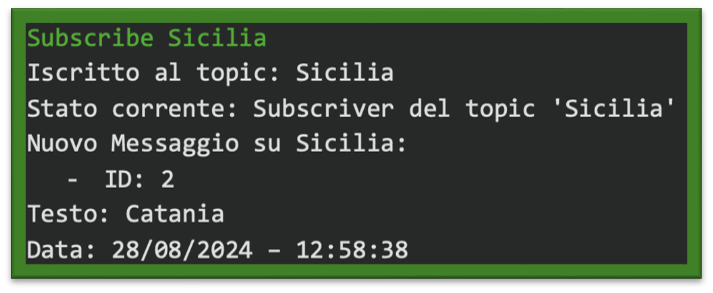 Subscribe Sicilia
Iscritto al topic: Sicilia
Stato corrente: Subscriver del topic 'Sicilia'
Nuovo Messaggio su Sicilia:
- ID: 2
Testo: Catania
Data: 28/08/2024 – 12:58:38